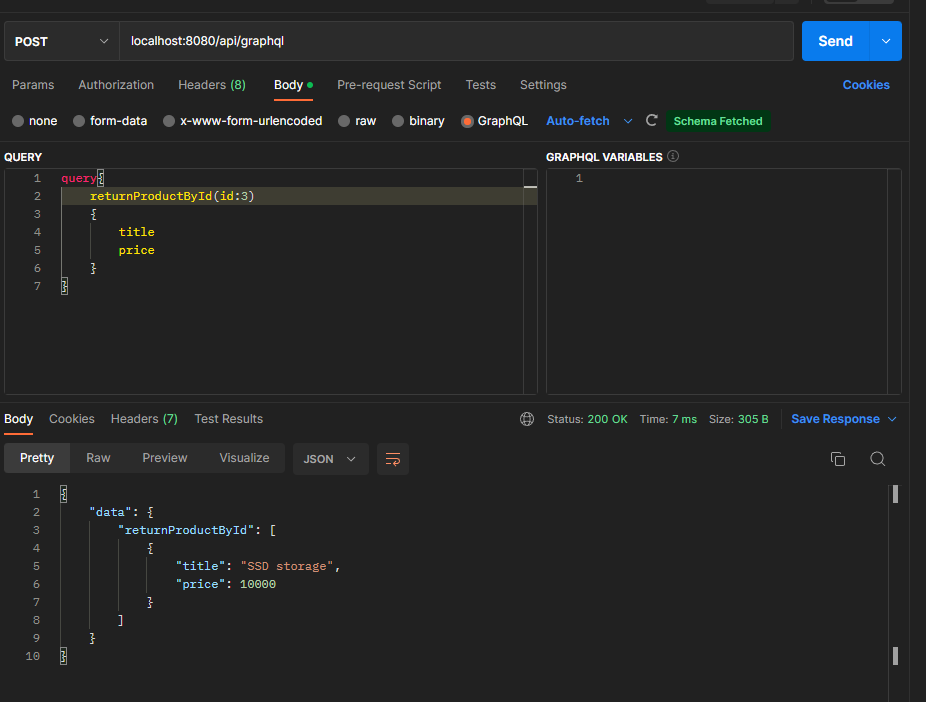 POST localhost:8080/api/graphql Send
Params Authorization Headers (8) Body Pre-request Script Tests Settings Cookies
none form-data x-www-form-urlencoded raw binary GraphQL Auto-fetch Schema Fetched
QUERY GRAPHQL VARIABLES
1 query{ 1
2 returnProductById(id:3)
3 {
4 title
5 price
6 }
7 }
Body Cookies Headers (7) Test Results Status: 200 OK Time: 7 ms Size: 305 B Save Response
Pretty Raw Preview Visualize JSON
1 {
2 "data": {
3 "returnProductById": [
4 {
5 "title": "SSD storage",
6 "price": 10000
7 }
8 ]
9 }
10 }